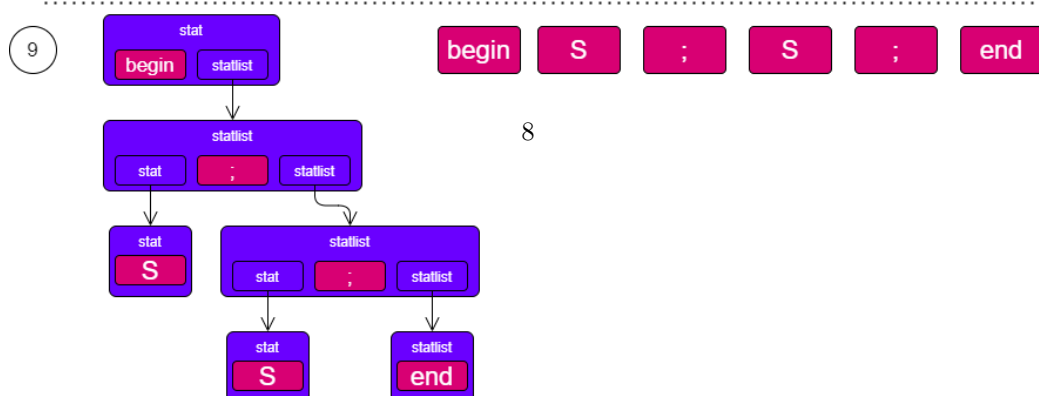 stat
9 begin statlist begin S ; S ; end
statlist 8
stat ; statlist
stat statlist
S stat ; statlist
stat statlist
S end